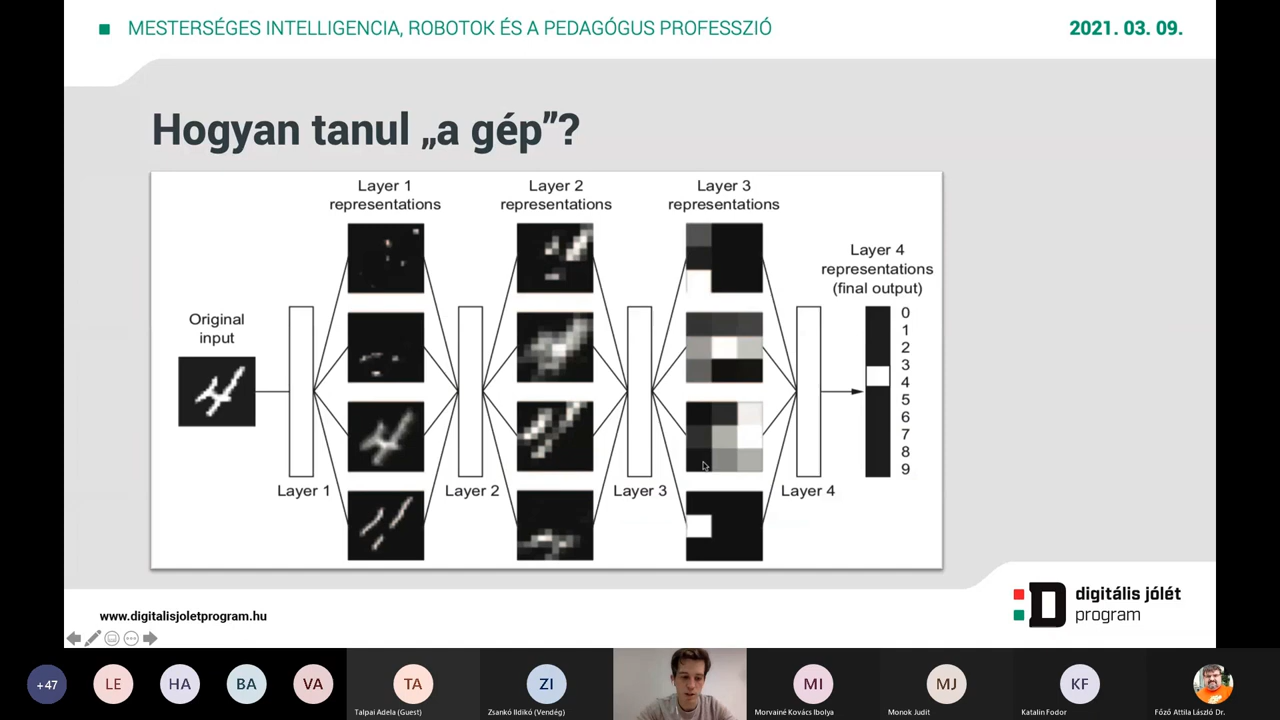 MESTERSÉGES INTELLIGENCIA, ROBOTOK ÉS A PEDAGÓGUS PROFESSZIÓ
2021. 03. 09.
Hogyan tanul „a gép”?
Layer 1
representations
Layer 2
representations
Layer 3
representations
Layer 4
representations
(final output)
Original
input
0
1
2
3
4
5
6
7
8
9
Layer 1
Layer 2
Layer 3
Layer 4
www.digitalisjoletprogram.hu
digitális jólét
program
+47
LE
HA
BA
VA
TA
ZI
MI
MJ
KF
Talpai Adela (Guest)
Zsankó Ildikó (Vendég)
Morvainé Kovács Ibolya
Monok Judit
Katalin Fodor
Főző Attila László Dr.